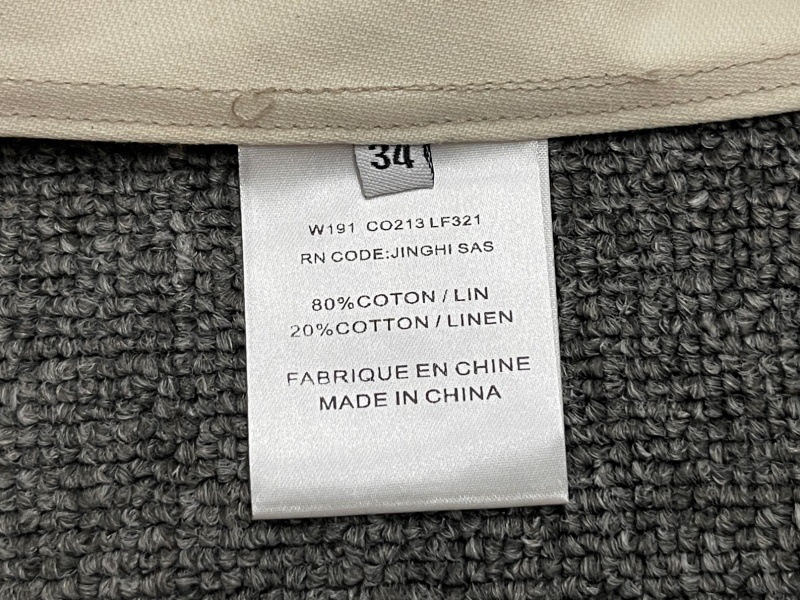 34
W191 CO213 LF321
RN CODE:JINGHI SAS
80%COTON / LIN
20%COTTON / LINEN
FABRIQUE EN CHINE
MADE IN CHINA